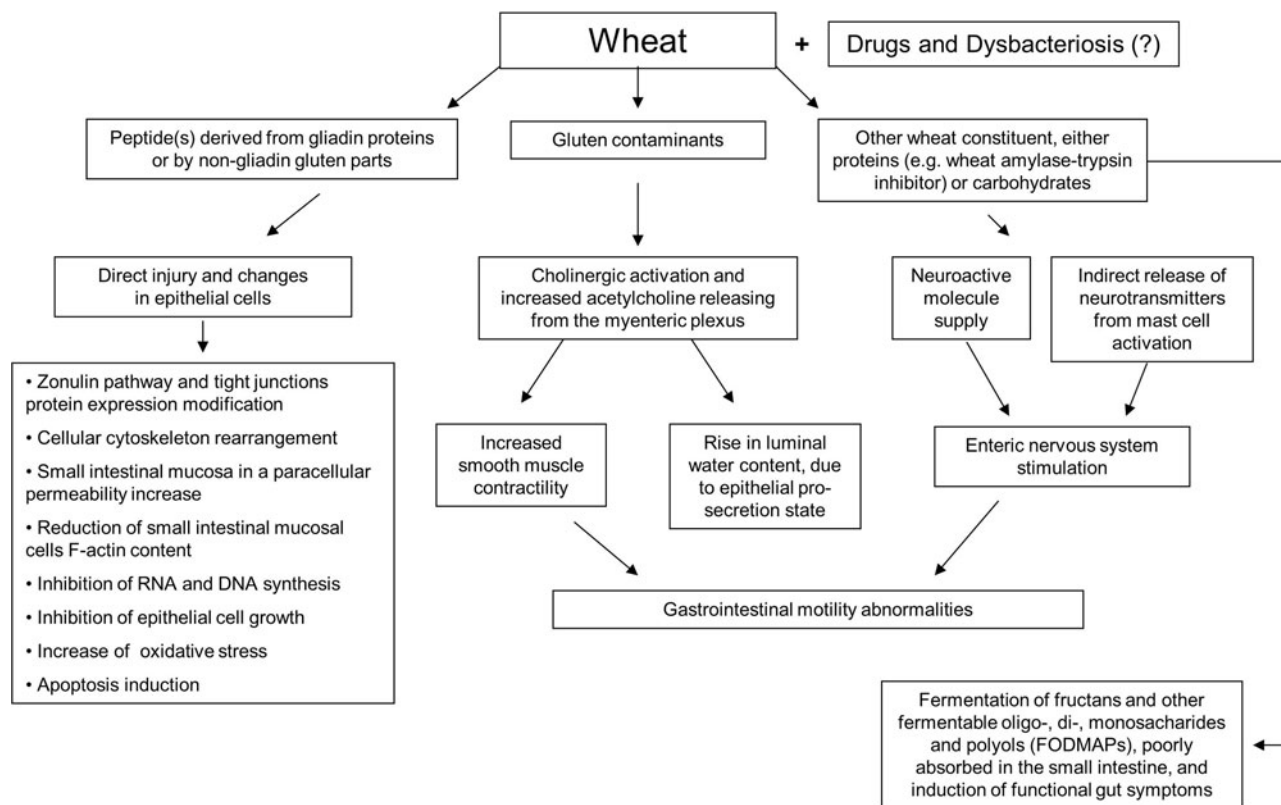 Wheat
+
Drugs and Dysbacteriosis (?)
Peptide(s) derived from gliadin proteins
or by non-gliadin gluten parts
Gluten contaminants
Other wheat constituent, either
proteins (e.g. wheat amylase-trypsin
inhibitor) or carbohydrates
Direct injury and changes
in epithelial cells
Cholinergic activation and
increased acetylcholine releasing
from the myenteric plexus
Neuroactive
molecule
supply
Indirect release of
neurotransmitters
from mast cell
activation
• Zonulin pathway and tight junctions
protein expression modification
• Cellular cytoskeleton rearrangement
• Small intestinal mucosa in a paracellular
permeability increase
• Reduction of small intestinal mucosal
cells F-actin content
• Inhibition of RNA and DNA synthesis
• Inhibition of epithelial cell growth
• Increase of oxidative stress
• Apoptosis induction
Increased
smooth muscle
contractility
Rise in luminal
water content, due
to epithelial pro-
secretion state
Enteric nervous system
stimulation
Gastrointestinal motility abnormalities
Fermentation of fructans and other
fermentable oligo-, di-, monosacharides
and polyols (FODMAPs), poorly
absorbed in the small intestine, and
induction of functional gut symptoms